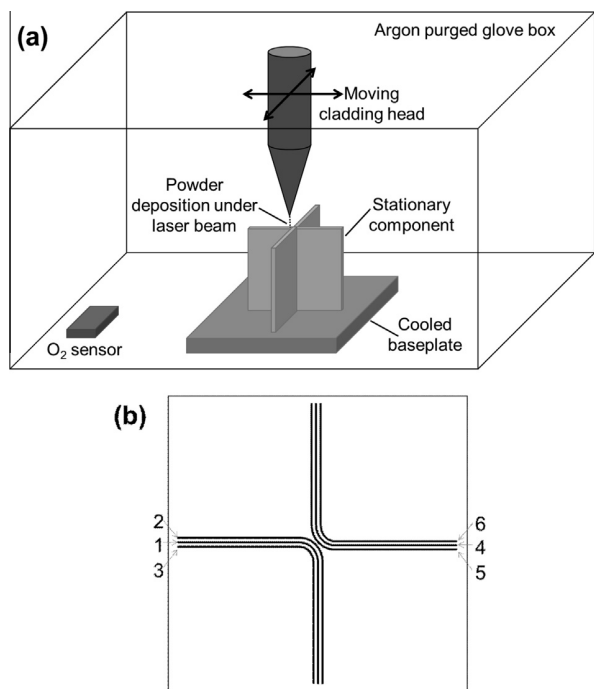 (a)
Argon purged glove box
Moving
cladding head
Powder
deposition under
laser beam
Stationary
component
O₂ sensor
Cooled
baseplate
(b)
2
1
3
6
4
5